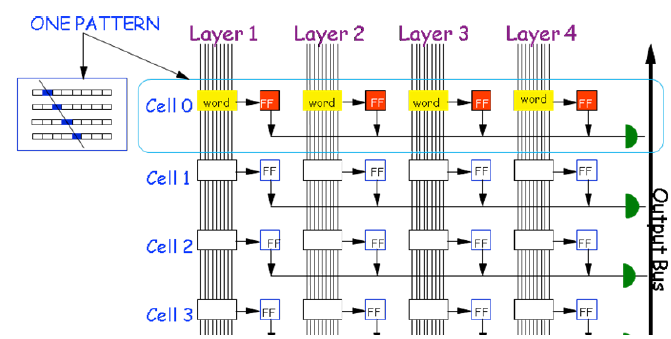 ONE PATTERN
Layer 1 Layer 2 Layer 3 Layer 4
Cell 0 word FF word FF word FF word FF
Cell 1 FF FF FF FF
Cell 2 FF FF FF FF
Cell 3 FF FF FF FF
Output Bus